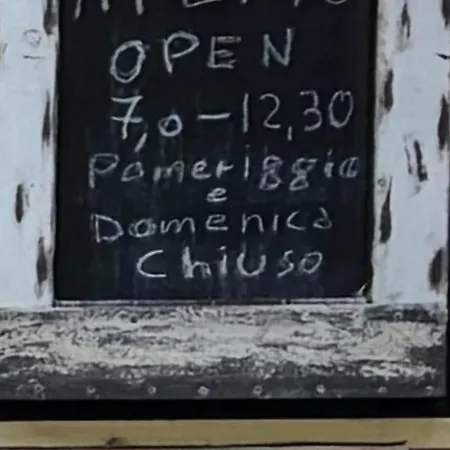 OPEN
7,0-12,30
Pomeriggio
e
Domenica
Chiuso